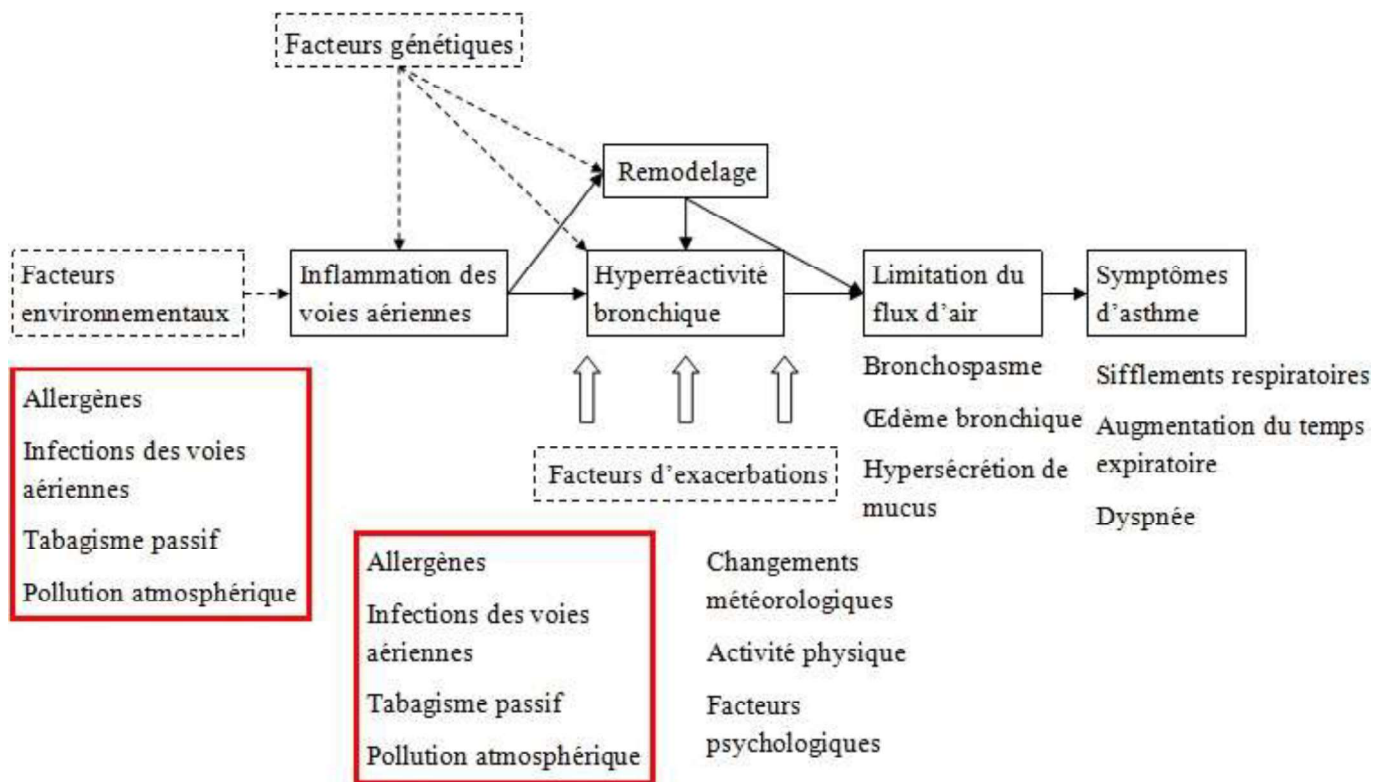 Facteurs génétiques
Remodelage
Facteurs
environnementaux
Inflammation des
voies aériennes
Hyperréactivité
bronchique
Limitation du
flux d'air
Symptômes
d'asthme
Allergènes
Infections des voies
aériennes
Tabagisme passif
Pollution atmosphérique
Facteurs d'exacerbations
Bronchospasme
Œdème bronchique
Hypersécrétion de
mucus
Sifflements respiratoires
Augmentation du temps
expiratoire
Dyspnée
Allergènes
Infections des voies
aériennes
Tabagisme passif
Pollution atmosphérique
Changements
météorologiques
Activité physique
Facteurs
psychologiques